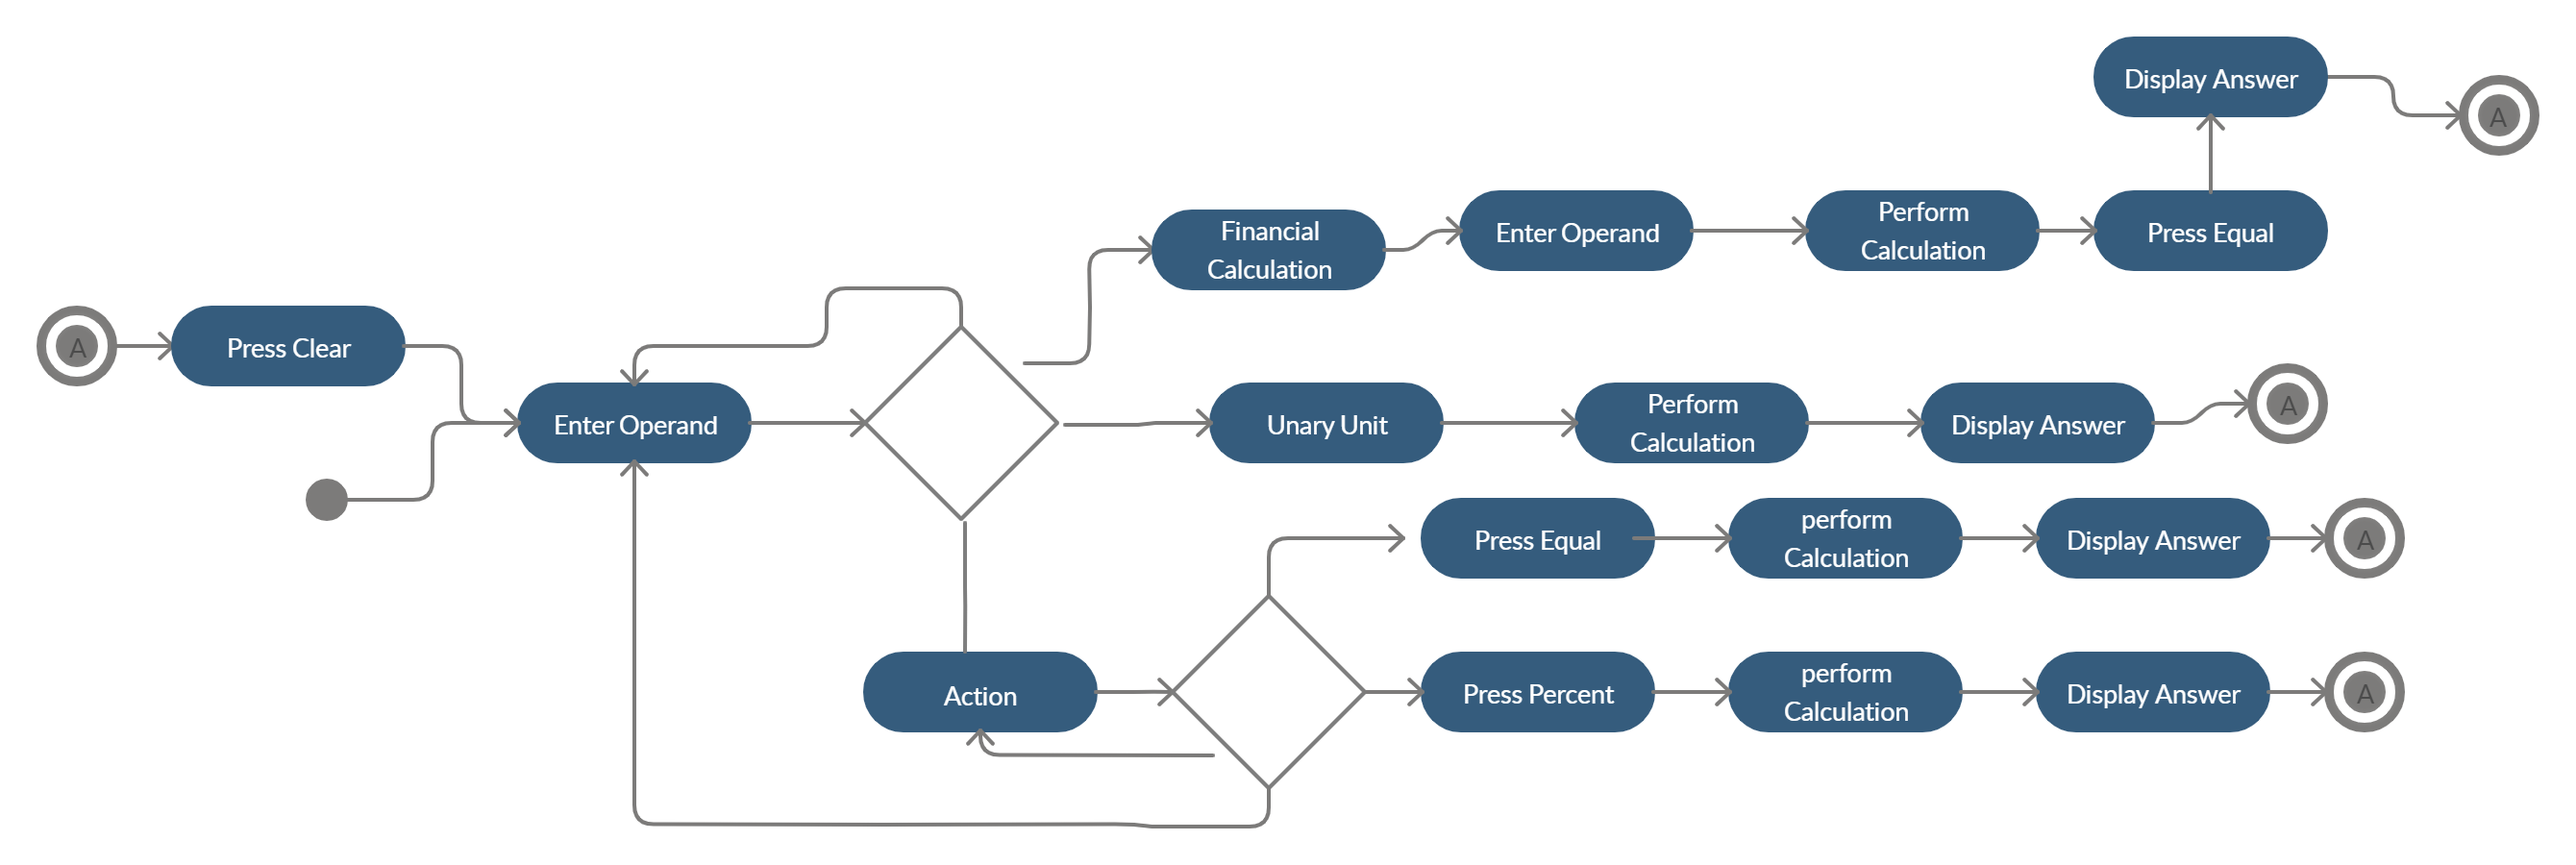 Display Answer
A
Financial
Calculation
Enter Operand
Perform
Calculation
Press Equal
A
Press Clear
Enter Operand
Unary Unit
Perform
Calculation
Display Answer
A
Press Equal
perform
Calculation
Display Answer
A
Action
Press Percent
perform
Calculation
Display Answer
A